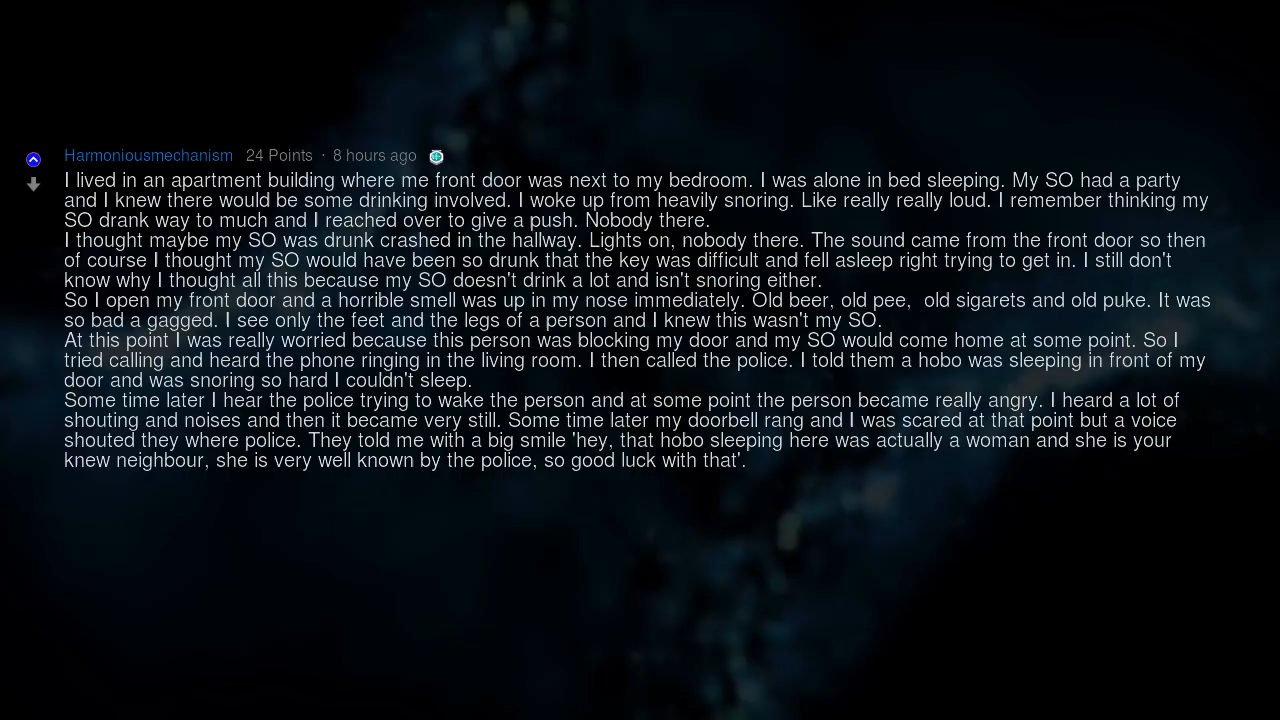 Harmoniousmechanism 24 Points · 8 hours ago
I lived in an apartment building where me front door was next to my bedroom. I was alone in bed sleeping. My SO had a party
and I knew there would be some drinking involved. I woke up from heavily snoring. Like really really loud. I remember thinking my
SO drank way to much and I reached over to give a push. Nobody there.
I thought maybe my SO was drunk crashed in the hallway. Lights on, nobody there. The sound came from the front door so then
of course I thought my SO would have been so drunk that the key was difficult and fell asleep right trying to get in. I still don't
know why I thought all this because my SO doesn't drink a lot and isn't snoring either.
So I open my front door and a horrible smell was up in my nose immediately. Old beer, old pee,  old sigarets and old puke. It was
so bad a gagged. I see only the feet and the legs of a person and I knew this wasn't my SO.
At this point I was really worried because this person was blocking my door and my SO would come home at some point. So I
tried calling and heard the phone ringing in the living room. I then called the police. I told them a hobo was sleeping in front of my
door and was snoring so hard I couldn't sleep.
Some time later I hear the police trying to wake the person and at some point the person became really angry. I heard a lot of
shouting and noises and then it became very still. Some time later my doorbell rang and I was scared at that point but a voice
shouted they where police. They told me with a big smile 'hey, that hobo sleeping here was actually a woman and she is your
knew neighbour, she is very well known by the police, so good luck with that'.